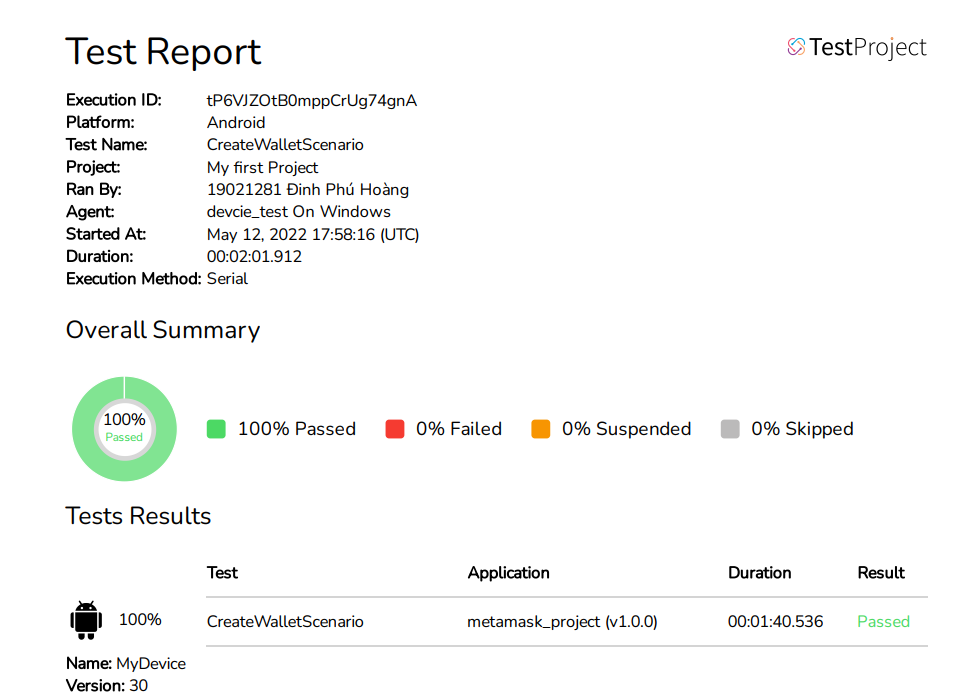 Test Report
TestProject
Execution ID: tP6VJZOtB0mppCrUg74gnA
Platform: Android
Test Name: CreateWalletScenario
Project: My first Project
Ran By: 19021281 Đinh Phú Hoàng
Agent: devcie_test On Windows
Started At: May 12, 2022 17:58:16 (UTC)
Duration: 00:02:01.912
Execution Method: Serial
Overall Summary
100%
Passed
100% Passed 0% Failed 0% Suspended 0% Skipped
Tests Results
Test Application Duration Result
100% CreateWalletScenario metamask_project (v1.0.0) 00:01:40.536 Passed
Name: MyDevice
Version: 30